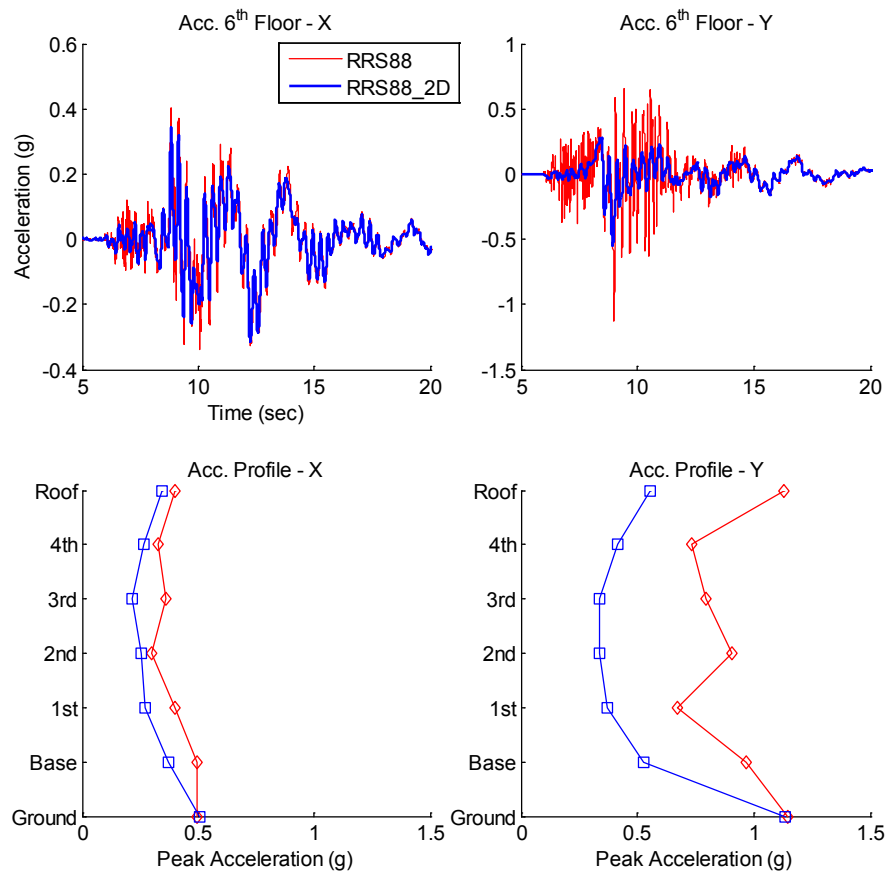 Acc. 6th Floor - X
0.6
0.4
0.2
0
-0.2
-0.4
5
10
15
20
Acceleration (g)
Time (sec)
RRS88
RRS88_2D
Acc. 6th Floor - Y
1
0.5
0
-0.5
-1
-1.5
5
10
15
20
Acc. Profile - X
Roof
4th
3rd
2nd
1st
Base
Ground
0
0.5
1
1.5
Peak Acceleration (g)
Acc. Profile - Y
Roof
4th
3rd
2nd
1st
Base
Ground
0
0.5
1
1.5
Peak Acceleration (g)